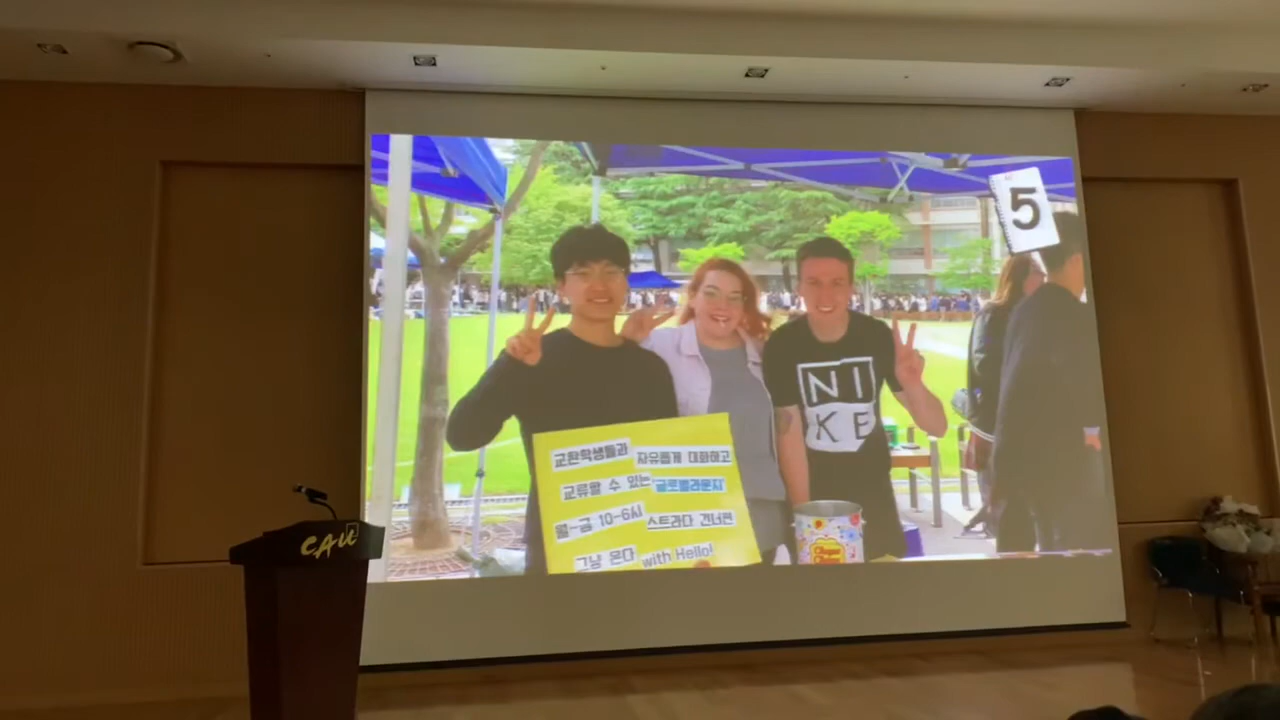 5
NI
KE
교환학생들과 자유롭게 대화하고
교류할 수 있는 '글로벌라운지'
월-금 10-6시 스트라다 건너편
그냥 온다 with Hello!
Chupa
Chups
CAU